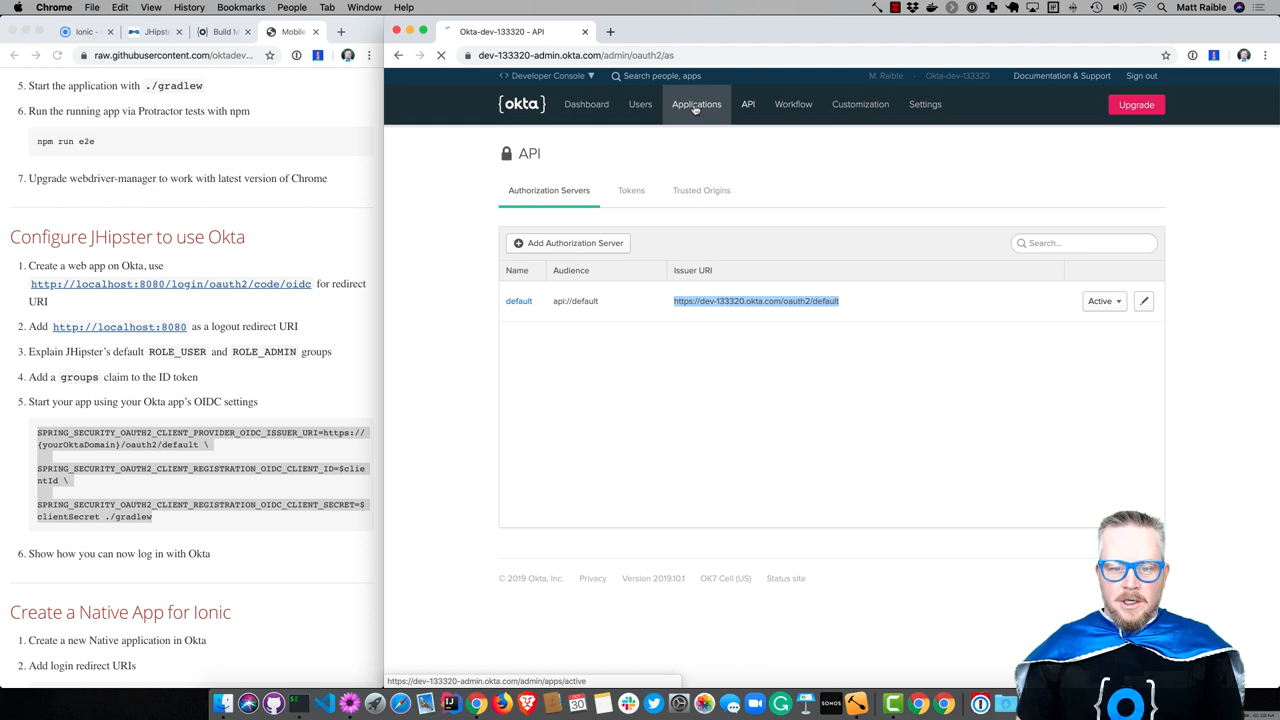 Chrome File Edit View History Bookmarks People Tab Window Help
Matt Raible
Ionic -
JHipste
Build M
Mobile
raw.githubusercontent.com/oktadev
5. Start the application with ./gradlew
6. Run the running app via Protractor tests with npm
npm run e2e
7. Upgrade webdriver-manager to work with latest version of Chrome
Configure JHipster to use Okta
1. Create a web app on Okta, use
http://localhost:8080/login/oauth2/code/oidc for redirect
URI
2. Add http://localhost:8080 as a logout redirect URI
3. Explain JHipster's default ROLE_USER and ROLE_ADMIN groups
4. Add a groups claim to the ID token
5. Start your app using your Okta app's OIDC settings
SPRING_SECURITY_OAUTH2_CLIENT_PROVIDER_OIDC_ISSUER_URI=https://
{yourOktaDomain}/oauth2/default \
SPRING_SECURITY_OAUTH2_CLIENT_REGISTRATION_OIDC_CLIENT_ID=$clie
ntId \
SPRING_SECURITY_OAUTH2_CLIENT_REGISTRATION_OIDC_CLIENT_SECRET=$
clientSecret ./gradlew
6. Show how you can now log in with Okta
Create a Native App for Ionic
1. Create a new Native application in Okta
2. Add login redirect URIs
Okta-dev-133320 - API
dev-133320-admin.okta.com/admin/oauth2/as
<> Developer Console ▼
Search people, apps
M. Raible
Okta-dev-133320
Documentation & Support
Sign out
{okta}
Dashboard
Users
Applications
API
Workflow
Customization
Settings
Upgrade
API
Authorization Servers
Tokens
Trusted Origins
Add Authorization Server
Search...
Name
Audience
Issuer URI
default
api://default
https://dev-133320.okta.com/oauth2/default
Active
© 2019 Okta, Inc.
Privacy
Version 2019.10.1
OK7 Cell (US)
Status site
https://dev-133320-admin.okta.com/admin/apps/active
30
SONOS